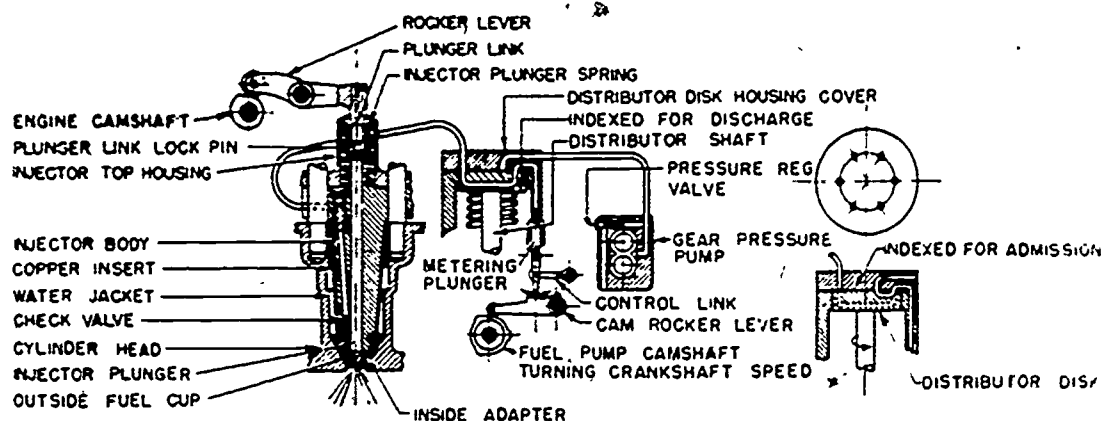 ROCKER LEVER
PLUNGER LINK
INJECTOR PLUNGER SPRING
DISTRIBUTOR DISK HOUSING COVER
INDEXED FOR DISCHARGE
DISTRIBUTOR SHAFT
PRESSURE REG
VALVE
ENGINE CAMSHAFT
PLUNGER LINK LOCK PIN
INJECTOR TOP HOUSING
INJECTOR BODY
COPPER INSERT
WATER JACKET
CHECK VALVE
CYLINDER HEAD
INJECTOR PLUNGER
OUTSIDE FUEL CUP
INSIDE ADAPTER
METERING
PLUNGER
GEAR PRESSURE
PUMP
CONTROL LINK
CAM ROCKER LEVER
FUEL PUMP CAMSHAFT
TURNING CRANKSHAFT SPEED
INDEXED FOR ADMISSION
DISTRIBUTOR